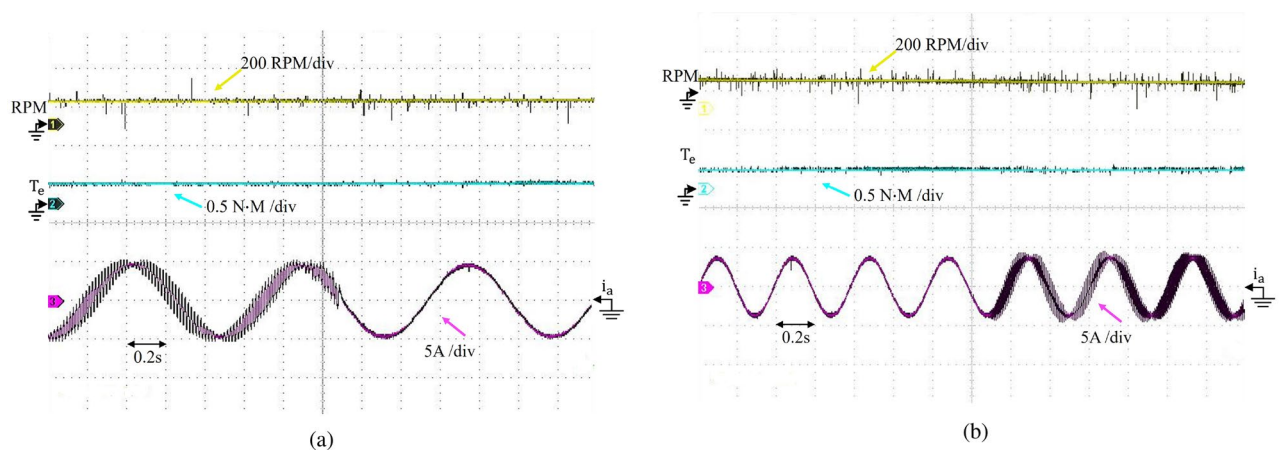 200 RPM/div
RPM
1
Te
2
0.5 N·M /div
3
ia
0.2s
5A /div
(a)
200 RPM/div
RPM
1
Te
2
0.5 N·M /div
3
ia
0.2s
5A /div
(b)